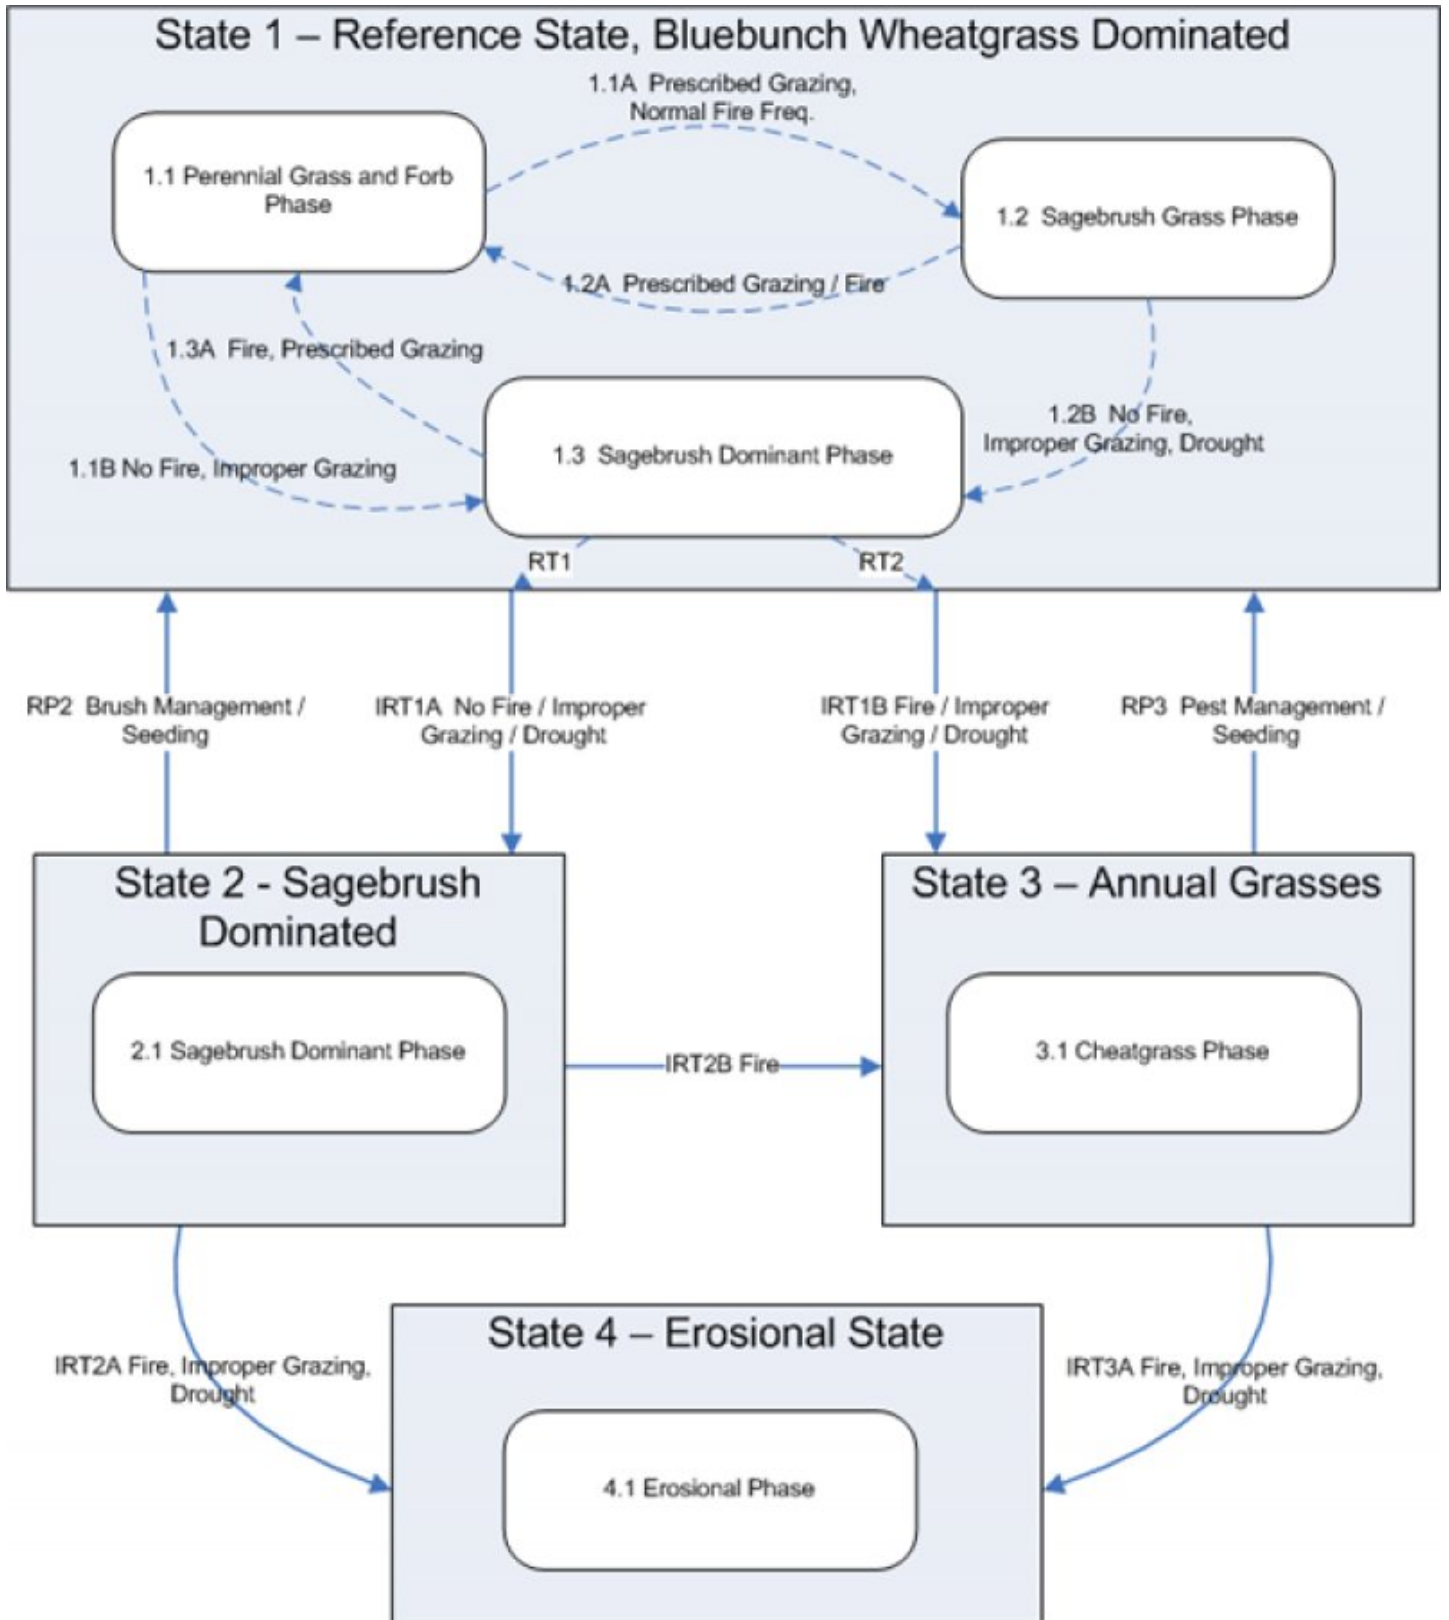 State 1 – Reference State, Bluebunch Wheatgrass Dominated
1.1A Prescribed Grazing,
Normal Fire Freq.
1.1 Perennial Grass and Forb
Phase
1.2 Sagebrush Grass Phase
1.2A Prescribed Grazing / Fire
1.3A Fire, Prescribed Grazing
1.2B No Fire,
Improper Grazing, Drought
1.3 Sagebrush Dominant Phase
1.1B No Fire, Improper Grazing
RT1
RT2
RP2 Brush Management /
Seeding
IRT1A No Fire / Improper
Grazing / Drought
IRT1B Fire / Improper
Grazing / Drought
RP3 Pest Management /
Seeding
State 2 - Sagebrush
Dominated
2.1 Sagebrush Dominant Phase
IRT2B Fire
State 3 – Annual Grasses
3.1 Cheatgrass Phase
IRT2A Fire, Improper Grazing,
Drought
State 4 – Erosional State
4.1 Erosional Phase
IRT3A Fire, Improper Grazing,
Drought